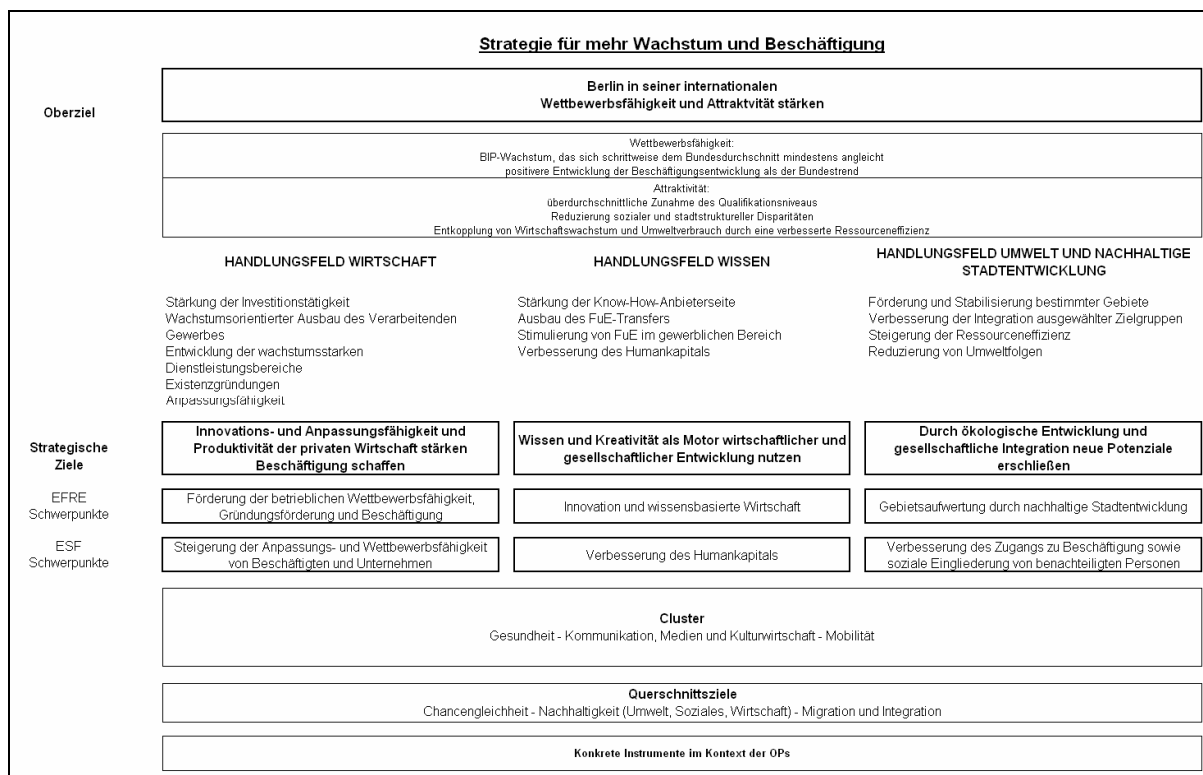 Strategie für mehr Wachstum und Beschäftigung
Oberziel
Berlin in seiner internationalen
Wettbewerbsfähigkeit und Attraktvität stärken
Wettbewerbsfähigkeit:
BIP-Wachstum, das sich schrittweise dem Bundesdurchschnitt mindestens angleicht
positivere Entwicklung der Beschäftigungsentwicklung als der Bundestrend
Attraktivität:
überdurchschnittliche Zunahme des Qualifikationsniveaus
Reduzierung sozialer und stadtstruktureller Disparitäten
Entkopplung von Wirtschaftswachstum und Umweltverbrauch durch eine verbesserte Ressourceneffizienz
HANDLUNGSFELD WIRTSCHAFT
Stärkung der Investitionstätigkeit
Wachstumsorientierter Ausbau des Verarbeitenden
Gewerbes
Entwicklung der wachstumsstarken
Dienstleistungsbereiche
Existenzgründungen
Anpassungsfähigkeit
HANDLUNGSFELD WISSEN
Stärkung der Know-How-Anbieterseite
Ausbau des FuE-Transfers
Stimulierung von FuE im gewerblichen Bereich
Verbesserung des Humankapitals
HANDLUNGSFELD UMWELT UND NACHHALTIGE
STADTENTWICKLUNG
Förderung und Stabilisierung bestimmter Gebiete
Verbesserung der Integration ausgewählter Zielgruppen
Steigerung der Ressourceneffizienz
Reduzierung von Umweltfolgen
Strategische
Ziele
Innovations- und Anpassungsfähigkeit und
Produktivität der privaten Wirtschaft stärken
Beschäftigung schaffen
Wissen und Kreativität als Motor wirtschaftlicher und
gesellschaftlicher Entwicklung nutzen
Durch ökologische Entwicklung und
gesellschaftliche Integration neue Potenziale
erschließen
EFRE
Schwerpunkte
Förderung der betrieblichen Wettbewerbsfähigkeit,
Gründungsförderung und Beschäftigung
Innovation und wissensbasierte Wirtschaft
Gebietsaufwertung durch nachhaltige Stadtentwicklung
ESF
Schwerpunkte
Steigerung der Anpassungs- und Wettbewerbsfähigkeit
von Beschäftigten und Unternehmen
Verbesserung des Humankapitals
Verbesserung des Zugangs zu Beschäftigung sowie
soziale Eingliederung von benachteiligten Personen
Cluster
Gesundheit - Kommunikation, Medien und Kulturwirtschaft - Mobilität
Querschnittsziele
Chancengleichheit - Nachhaltigkeit (Umwelt, Soziales, Wirtschaft) - Migration und Integration
Konkrete Instrumente im Kontext der OPs